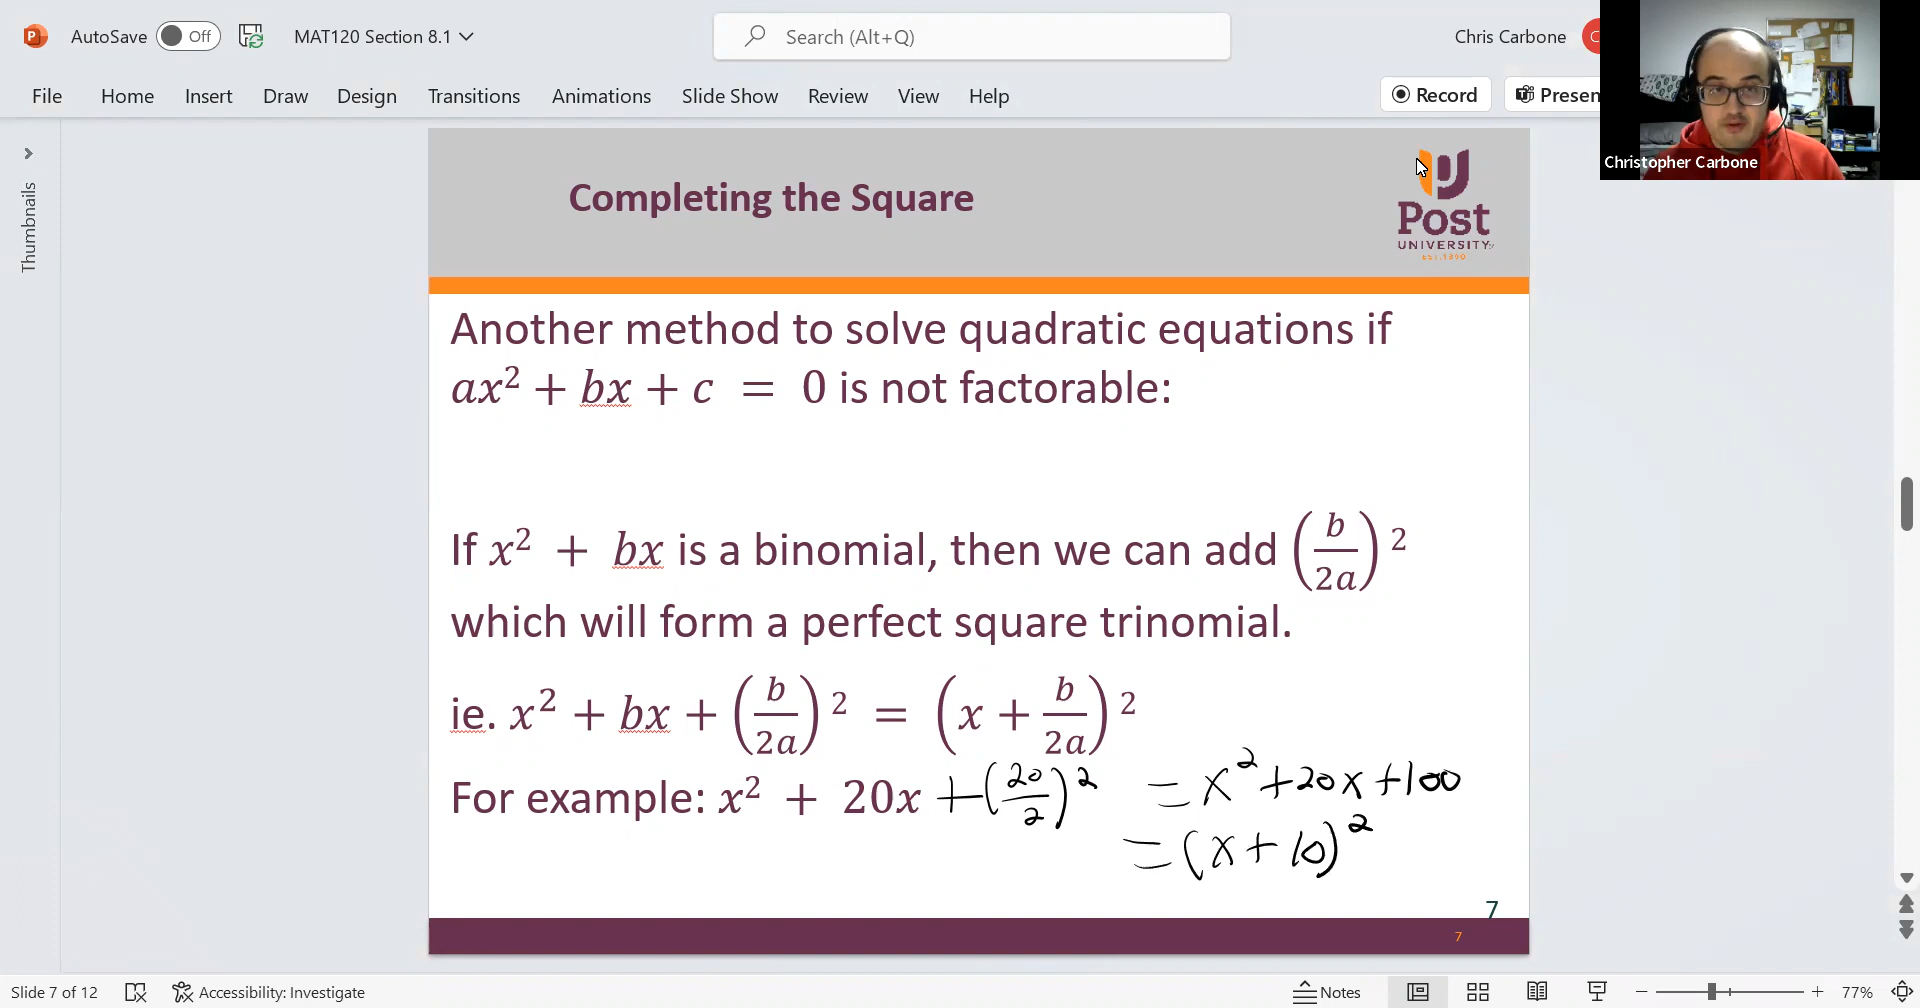 AutoSave Off MAT120 Section 8.1 Search (Alt+Q) Chris Carbone C
File Home Insert Draw Design Transitions Animations Slide Show Review View Help Record Presen
Christopher Carbone
Thumbnails
Completing the Square
Post
UNIVERSITY
EST.1890
Another method to solve quadratic equations if
ax² + bx + c = 0 is not factorable:
If x² + bx is a binomial, then we can add (b/2a)²
which will form a perfect square trinomial.
ie. x² + bx + (b/2a)² = (x + b/2a)²
For example: x² + 20x + (20/2)² = x² + 20x + 100
= (x + 10)²
7
7
Slide 7 of 12 Accessibility: Investigate Notes 77%